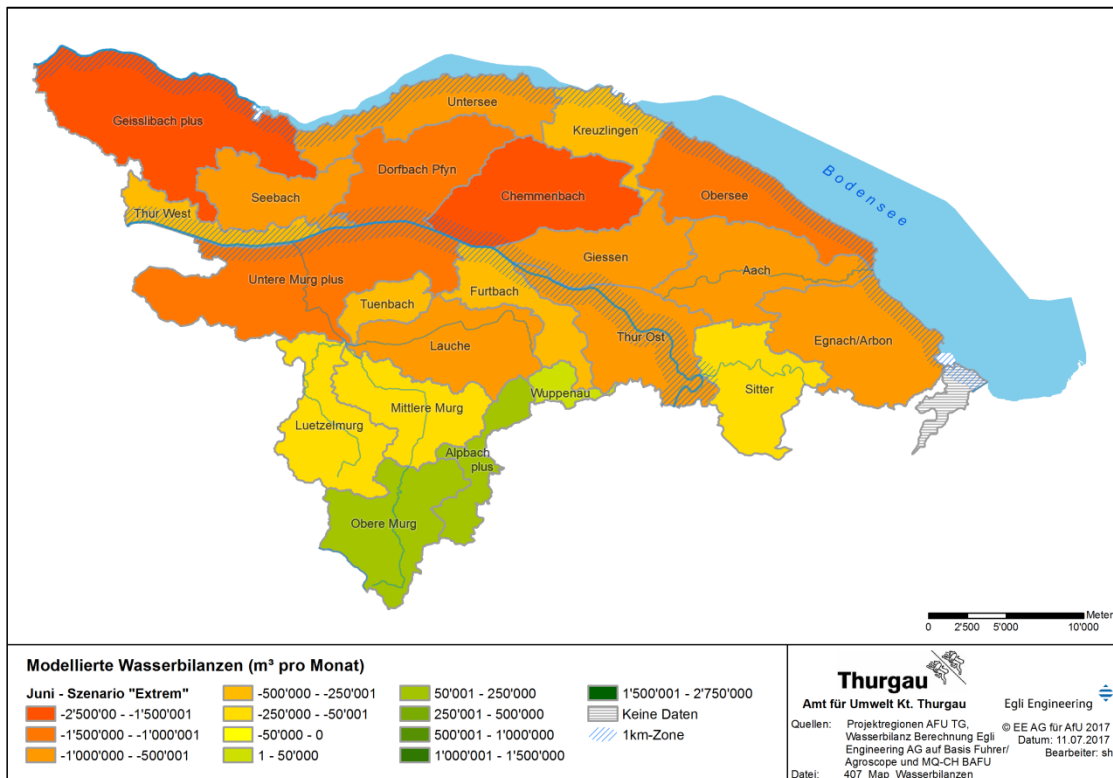 Geisslibach plus
Untersee
Kreuzlingen
Dorfbach Pfyn
Seebach
Chemmenbach
Obersee
Bodensee
Thur West
Giessen
Aach
Untere Murg plus
Furtbach
Tuenbach
Thur Ost
Egnach/Arbon
Lauche
Sitter
Wuppenau
Mittlere Murg
Luetzelmurg
Alpbach
plus
Obere Murg
Meter
0 2'500 5'000 10'000
Modellierte Wasserbilanzen (m³ pro Monat)
Juni - Szenario "Extrem"
-2'500'00 - -1'500'001
-1'500'000 - -1'000'001
-1'000'000 - -500'001
-500'000 - -250'001
-250'000 - -50'001
-50'000 - 0
1 - 50'000
50'001 - 250'000
250'001 - 500'000
500'001 - 1'000'000
1'000'001 - 1'500'000
1'500'001 - 2'750'000
Keine Daten
1km-Zone
Thurgau
Amt für Umwelt Kt. Thurgau
Egli Engineering
Quellen: Projektregionen AFU TG,
Wasserbilanz Berechnung Egli
Engineering AG auf Basis Fuhrer/
Agroscope und MQ-CH BAFU
Datei: 407_Map_Wasserbilanzen
© EE AG für AfU 2017
Datum: 11.07.2017
Bearbeiter: sh